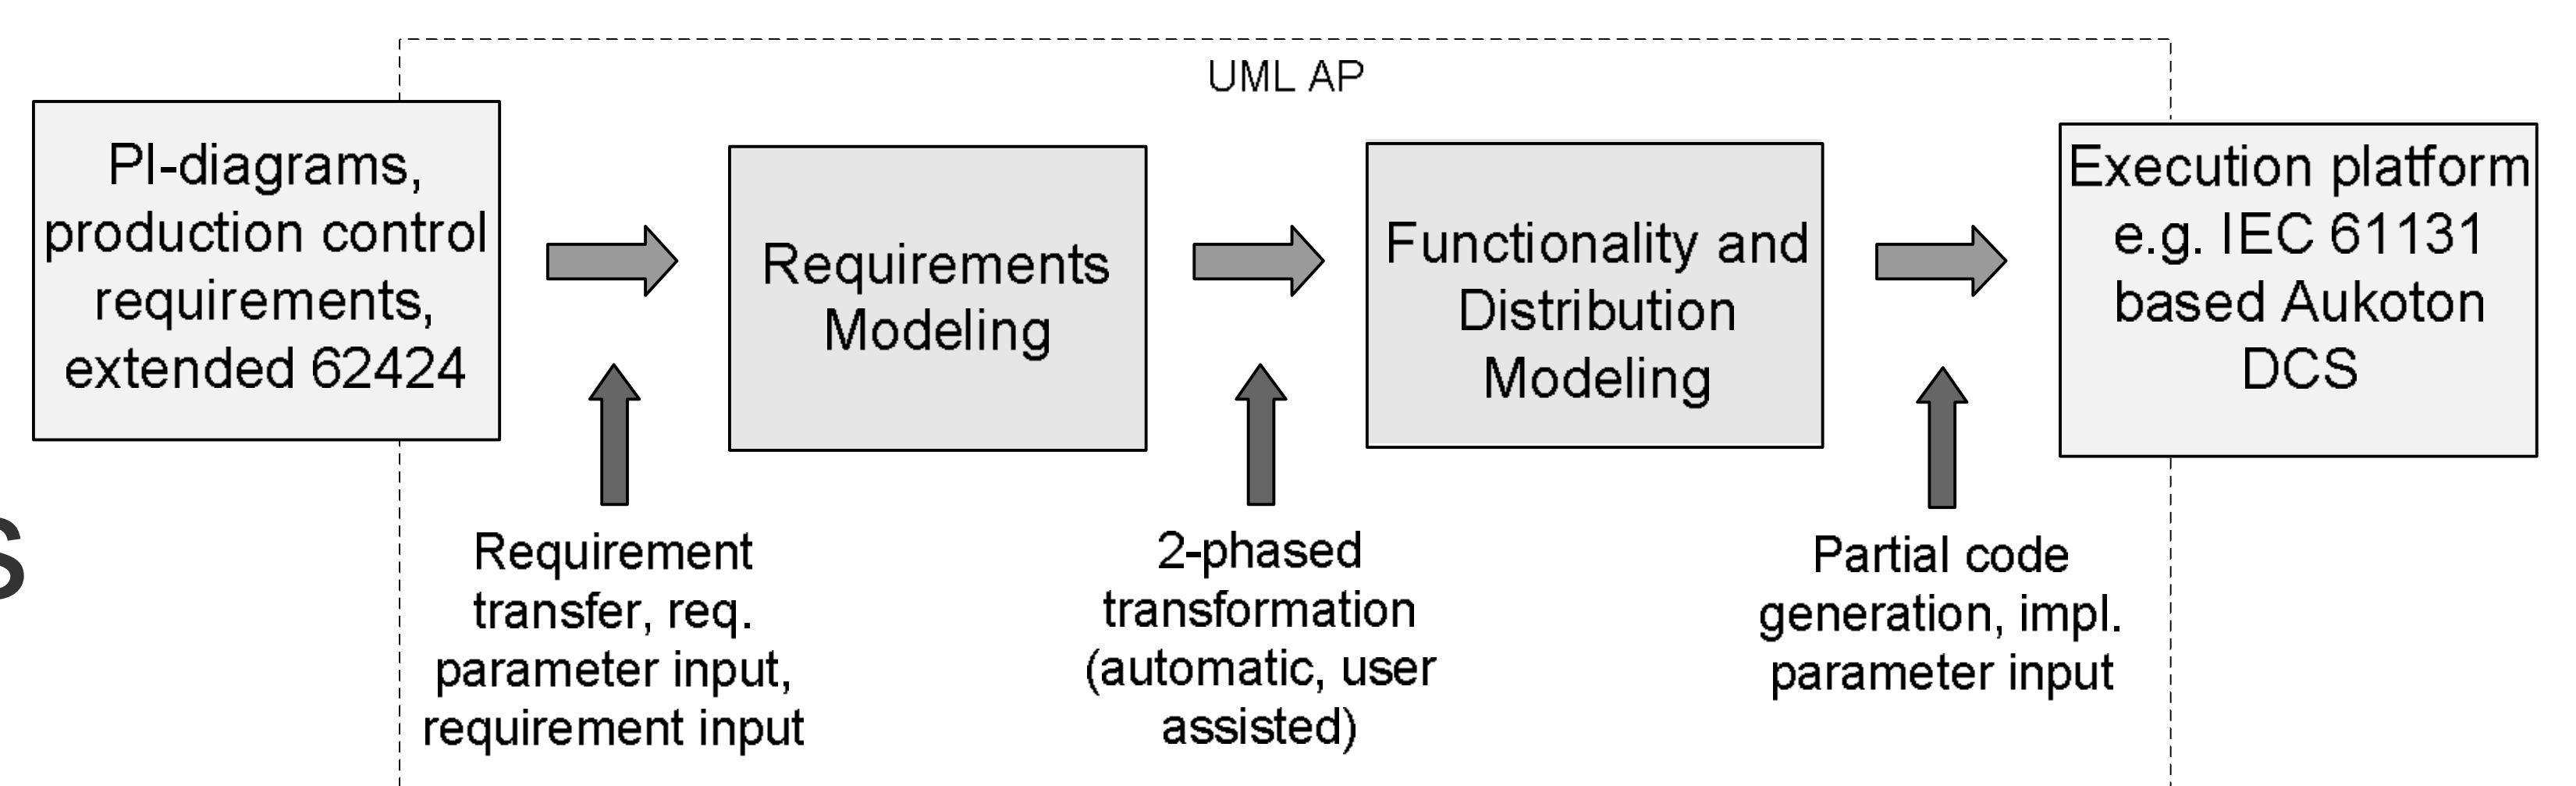 UML AP
PI-diagrams,
production control
requirements,
extended 62424
Requirements
Modeling
Functionality and
Distribution
Modeling
Execution platform
e.g. IEC 61131
based Aukoton
DCS
s
Requirement
transfer, req.
parameter input,
requirement input
2-phased
transformation
(automatic, user
assisted)
Partial code
generation, impl.
parameter input